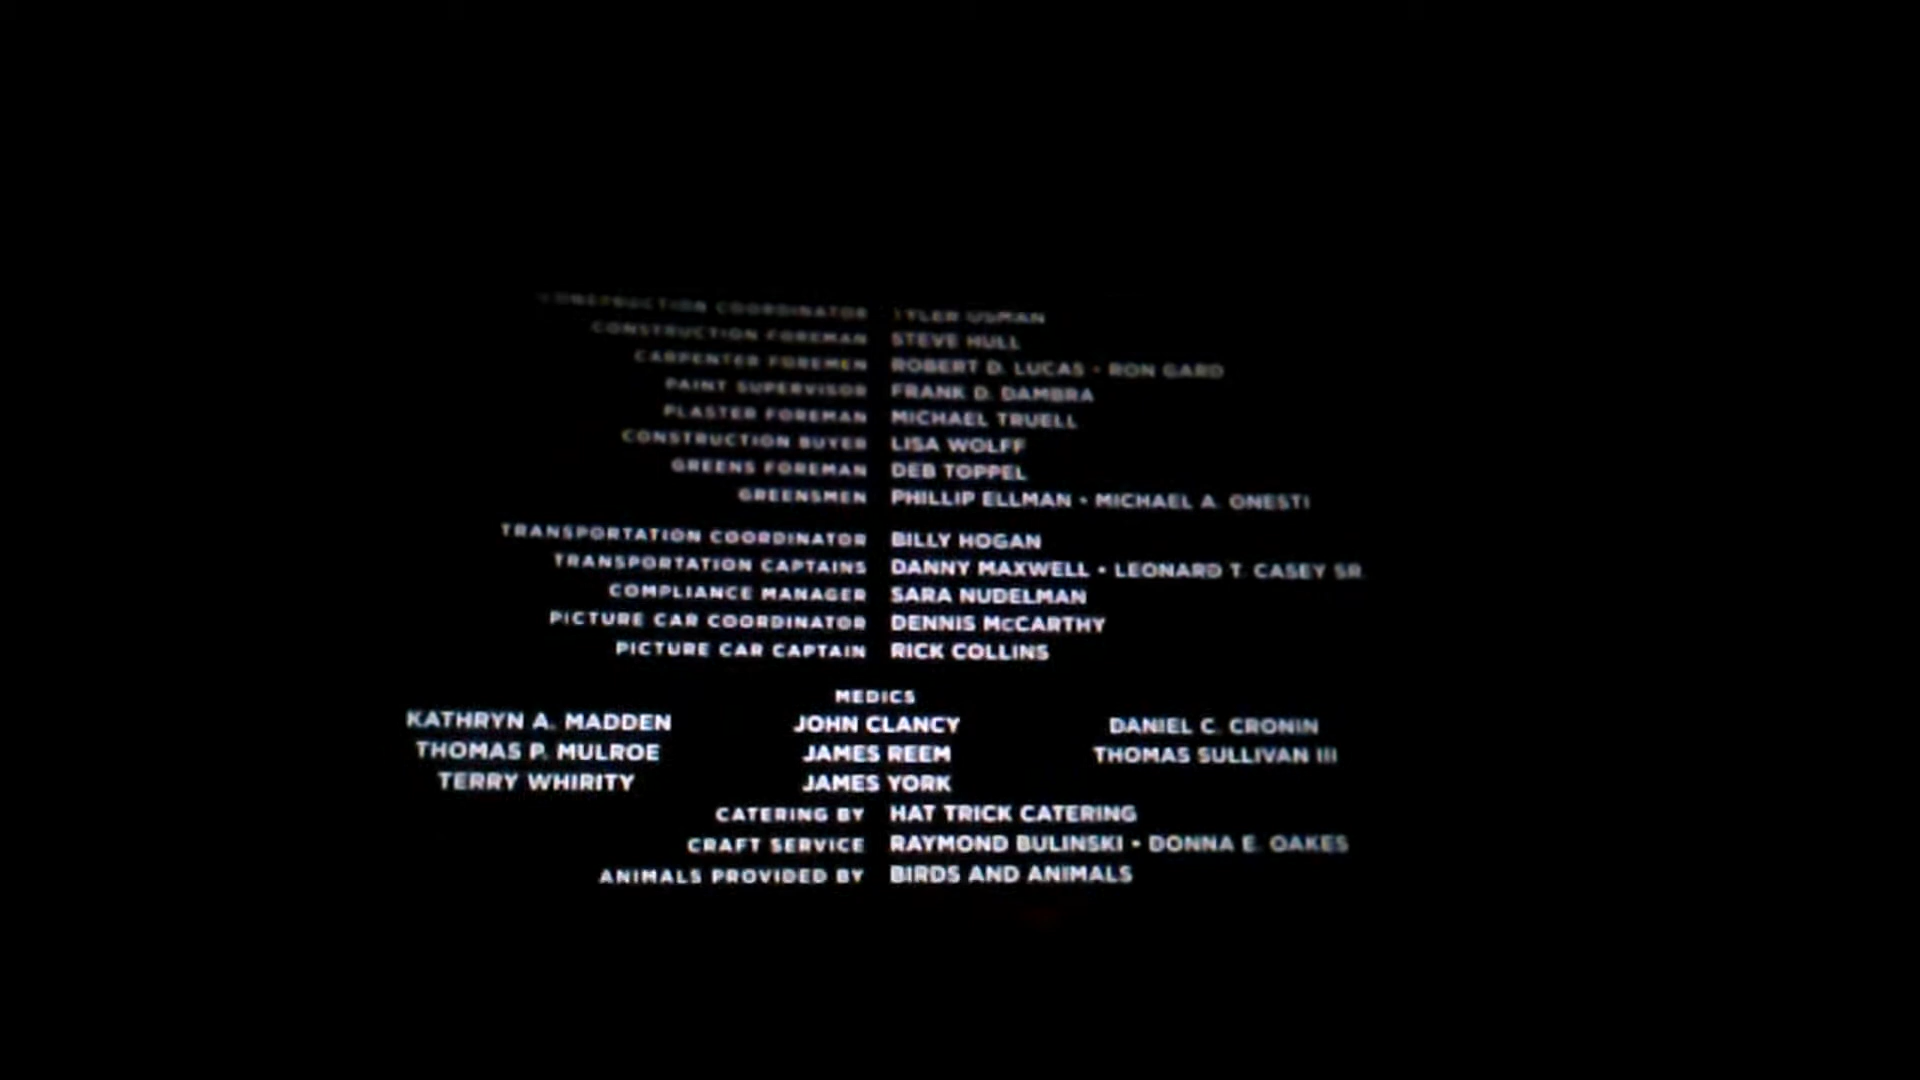 CONSTRUCTION COORDINATOR TYLER OSMAN
CONSTRUCTION FOREMAN STEVE HULL
CARPENTER FOREMEN ROBERT D. LUCAS • RON GARD
PAINT SUPERVISOR FRANK D. DAMBRA
PLASTER FOREMAN MICHAEL TRUELL
CONSTRUCTION BUYER LISA WOLFF
GREENS FOREMAN DEB TOPPEL
GREENSMEN PHILLIP ELLMAN • MICHAEL A. ONESTI
TRANSPORTATION COORDINATOR BILLY HOGAN
TRANSPORTATION CAPTAINS DANNY MAXWELL • LEONARD T. CASEY SR.
COMPLIANCE MANAGER SARA NUDELMAN
PICTURE CAR COORDINATOR DENNIS McCARTHY
PICTURE CAR CAPTAIN RICK COLLINS
MEDICS
KATHRYN A. MADDEN JOHN CLANCY DANIEL C. CRONIN
THOMAS P. MULROE JAMES REEM THOMAS SULLIVAN III
TERRY WHIRITY JAMES YORK
CATERING BY HAT TRICK CATERING
CRAFT SERVICE RAYMOND BULINSKI • DONNA E. OAKES
ANIMALS PROVIDED BY BIRDS AND ANIMALS